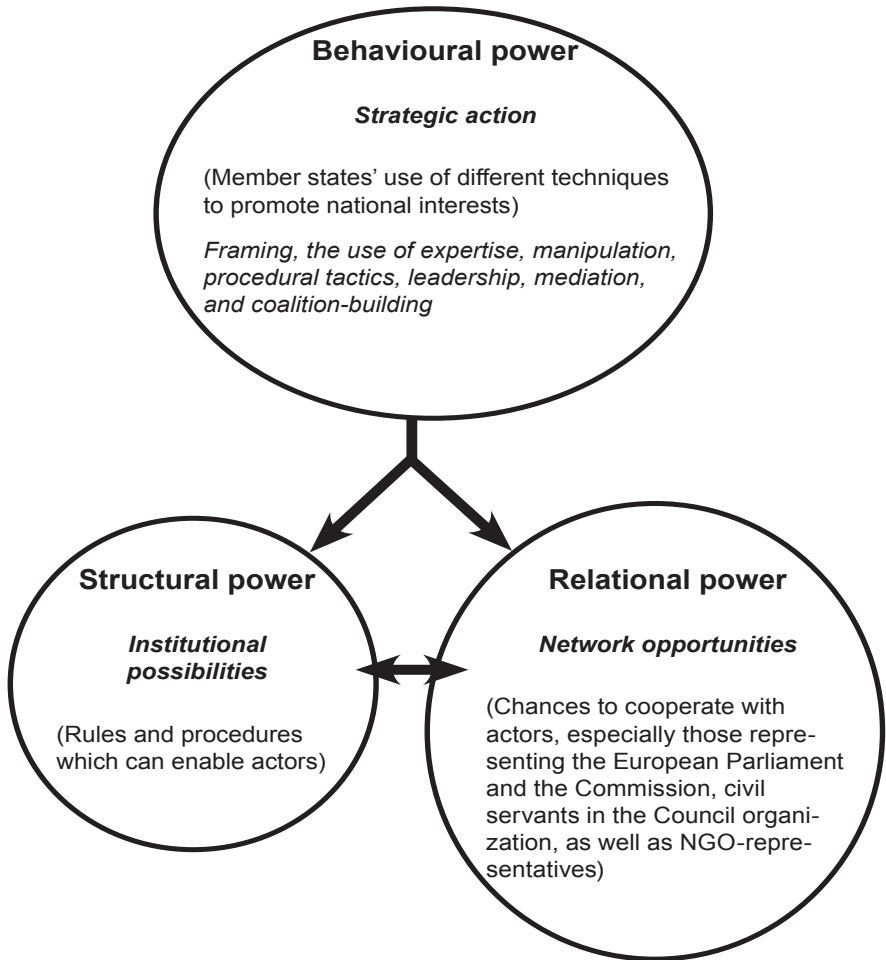 Behavioural power
Strategic action
(Member states’ use of different techniques
to promote national interests)
Framing, the use of expertise, manipulation,
procedural tactics, leadership, mediation,
and coalition-building
Structural power
Institutional
possibilities
(Rules and procedures
which can enable actors)
Relational power
Network opportunities
(Chances to cooperate with
actors, especially those repre-
senting the European Parliament
and the Commission, civil
servants in the Council organi-
zation, as well as NGO-repre-
sentatives)